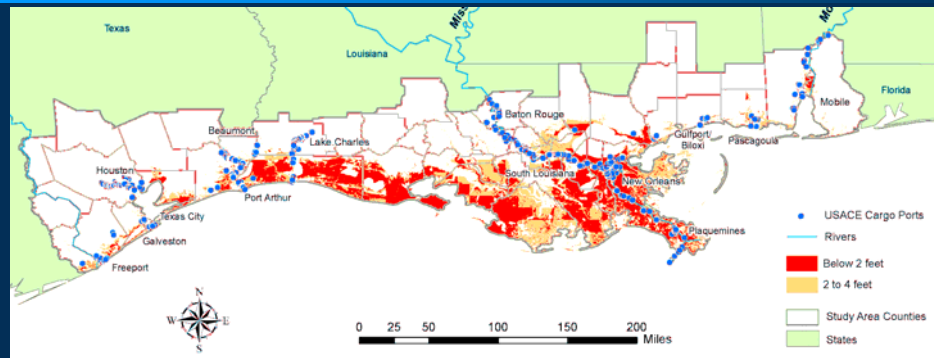 Texas
Louisiana
Miss
Mo
Florida
Baton Rouge
Mobile
Beaumont
Lake Charles
Gulfport/
Biloxi
Pascagoula
Houston
South Louisiana
New Orleans
Port Arthur
Texas City
Galveston
Plaquemines
Freeport
USACE Cargo Ports
Rivers
Below 2 feet
2 to 4 feet
Study Area Counties
States
N
W
E
S
0 25 50 100 150 200
Miles